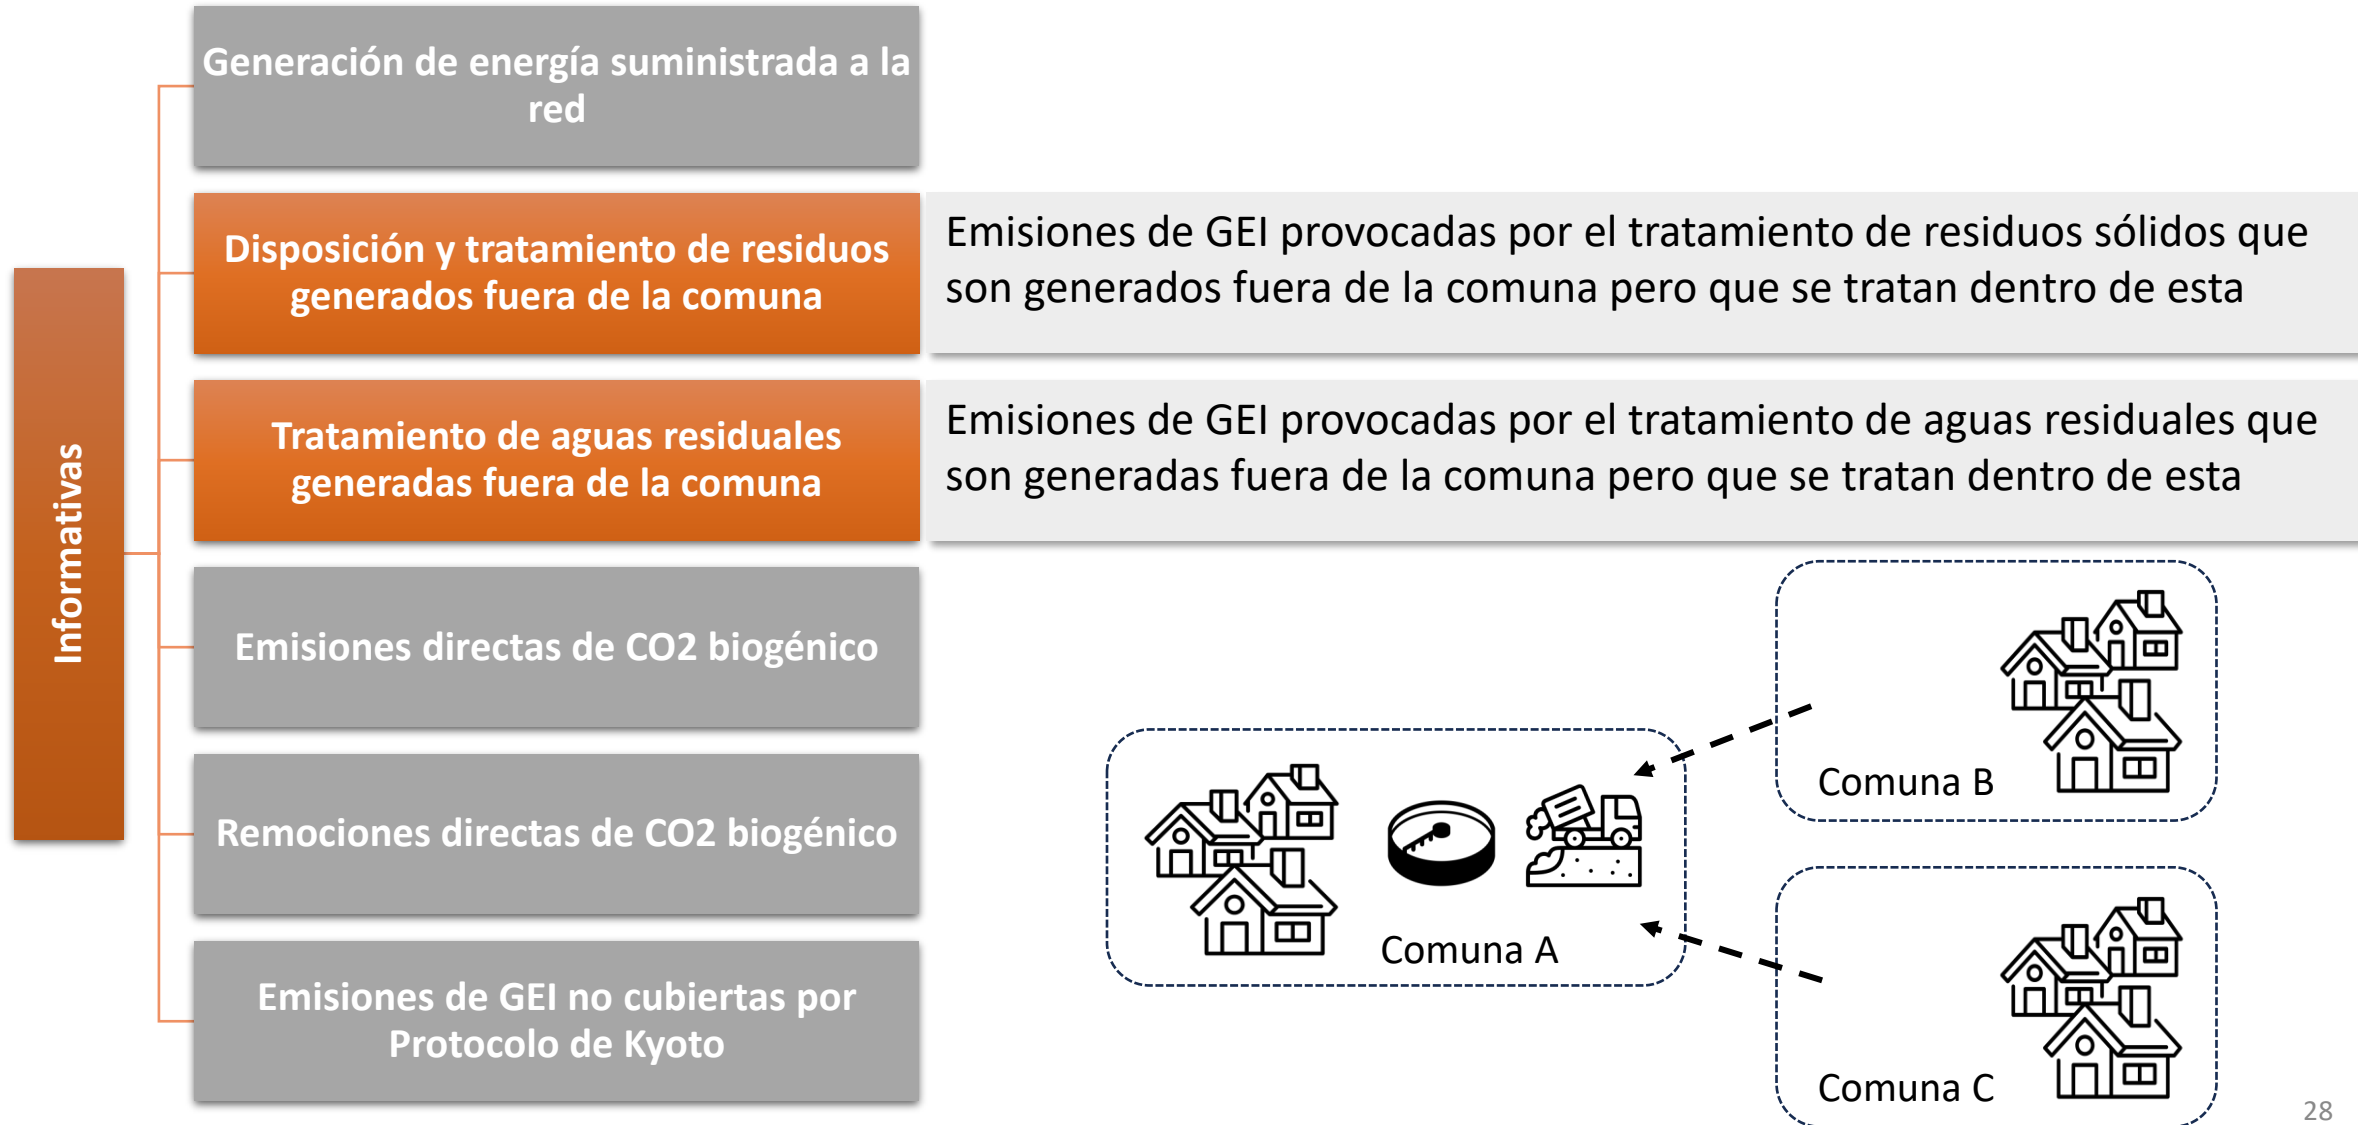 Informativas
Generación de energía suministrada a la
red
Disposición y tratamiento de residuos
generados fuera de la comuna
Emisiones de GEI provocadas por el tratamiento de residuos sólidos que
son generados fuera de la comuna pero que se tratan dentro de esta
Tratamiento de aguas residuales
generadas fuera de la comuna
Emisiones de GEI provocadas por el tratamiento de aguas residuales que
son generadas fuera de la comuna pero que se tratan dentro de esta
Emisiones directas de CO2 biogénico
Remociones directas de CO2 biogénico
Emisiones de GEI no cubiertas por
Protocolo de Kyoto
Comuna A
Comuna B
Comuna C
28